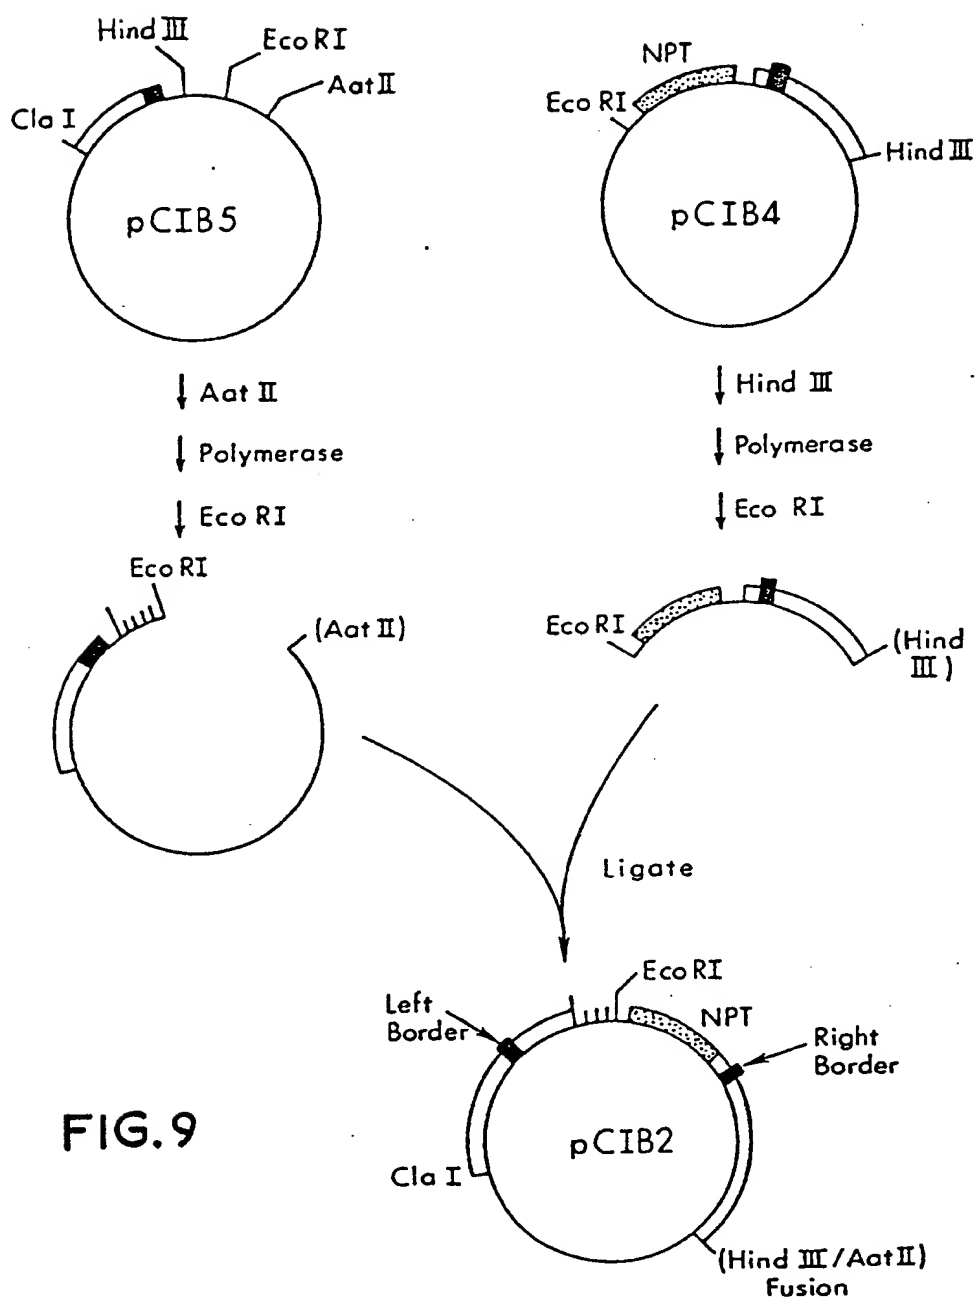 Hind III
Eco RI
Aat II
Cla I
pCIB5
NPT
Eco RI
Hind III
pCIB4
Aat II
Polymerase
Eco RI
Hind III
Polymerase
Eco RI
Eco RI
(Aat II)
Eco RI
(Hind
III)
Ligate
Eco RI
Left
Border
NPT
Right
Border
pCIB2
Cla I
(Hind III/Aat II)
Fusion
FIG. 9